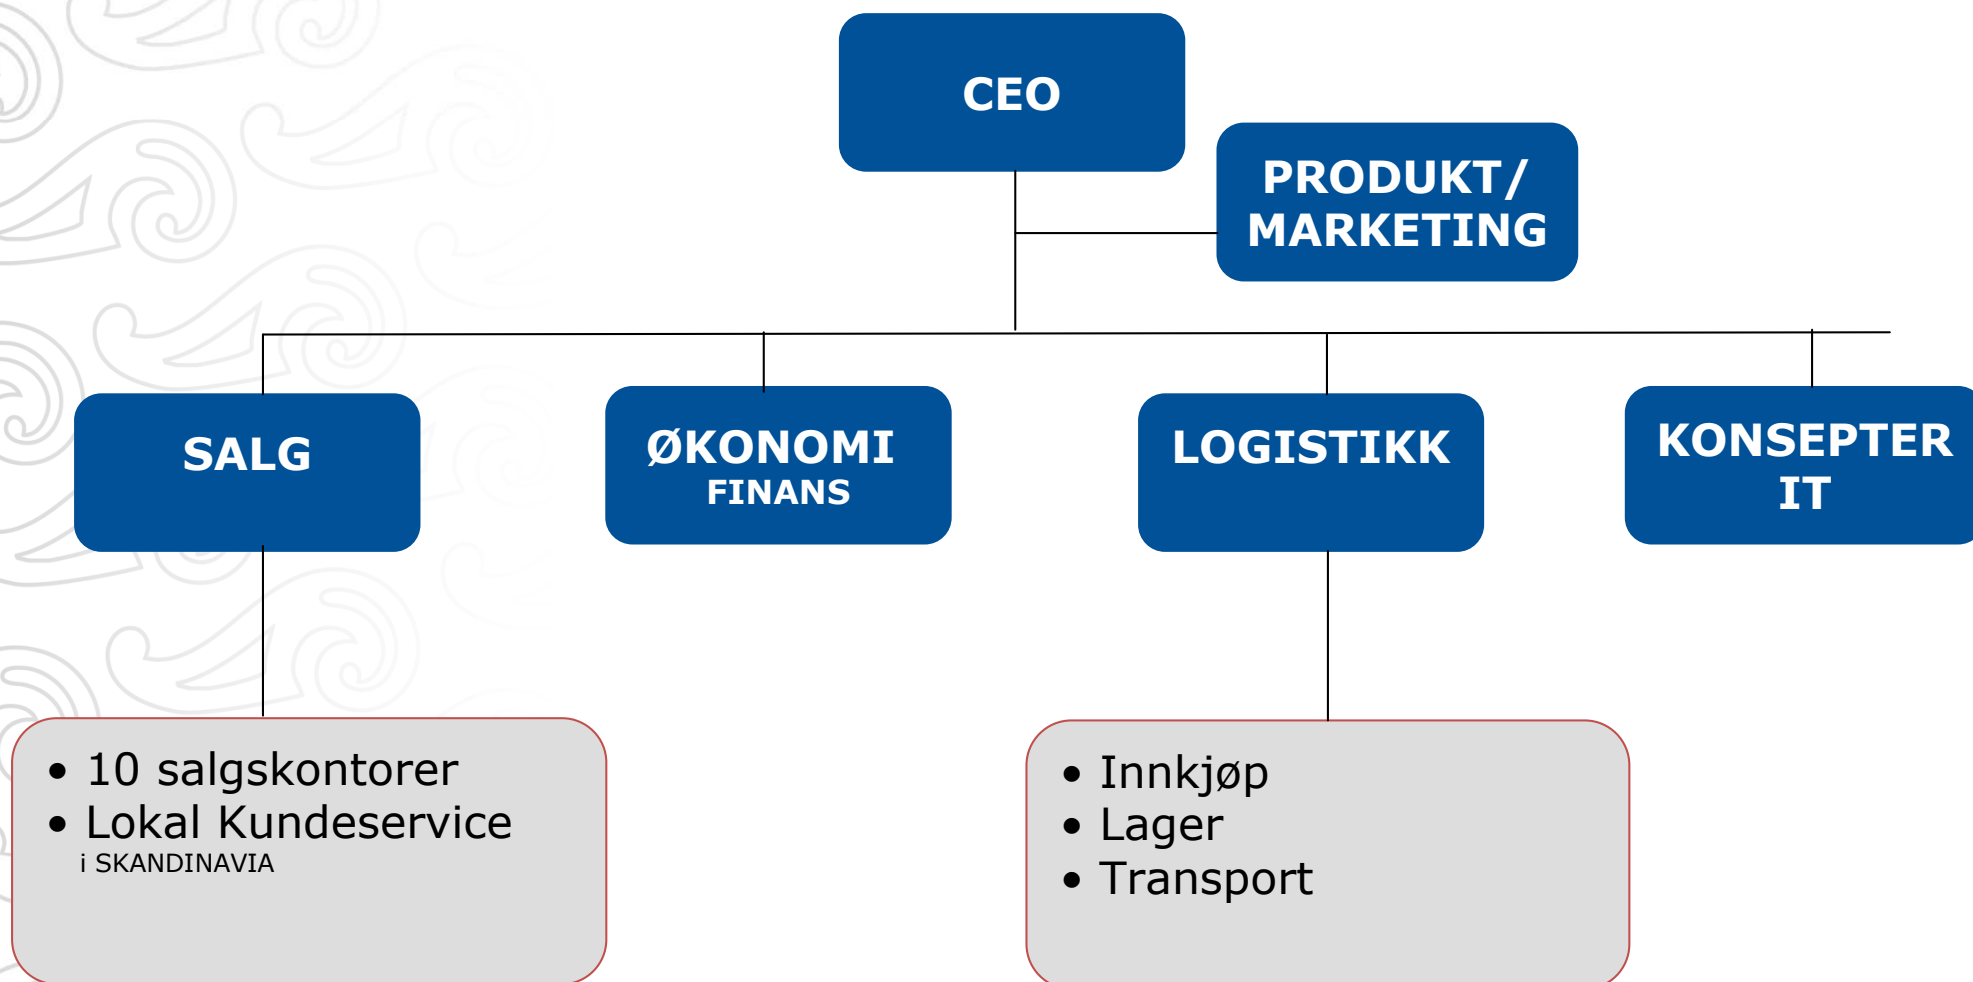 CEO
PRODUKT/
MARKETING
SALG
ØKONOMI
FINANS
LOGISTIKK
KONSEPTER
IT
• 10 salgskontorer
• Lokal Kundeservice
i SKANDINAVIA
• Innkjøp
• Lager
• Transport